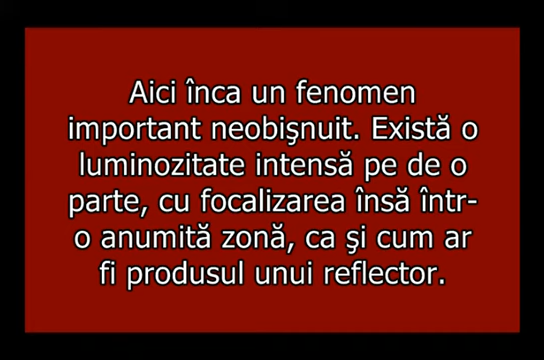 Aici înca un fenomen
important neobişnuit. Există o
luminozitate intensă pe de o
parte, cu focalizarea însă într-
o anumită zonă, ca şi cum ar
fi produsul unui reflector.